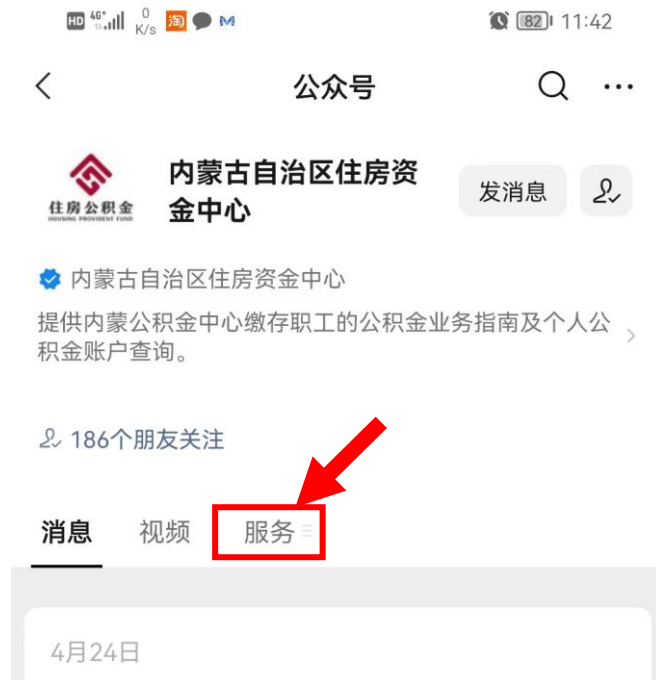 HD 4G+ 0 K/s 淘 82 11:42
公众号
内蒙古自治区住房资
金中心
发消息
住房公积金
HOUSING PROVIDENT FUND
内蒙古自治区住房资金中心
提供内蒙公积金中心缴存职工的公积金业务指南及个人公
积金账户查询。
186个朋友关注
消息 视频 服务
4月24日